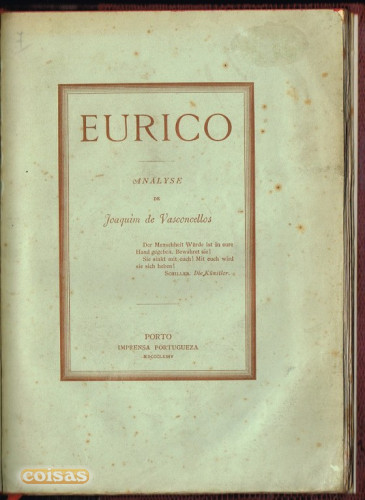 EURICO
ANÁLYSE
DE
Joaquim de Vasconcellos
Der Menschheit Würde ist in eure
Hand gegeben. Bewahret sie!
Sie sinkt mit euch! Mit euch wird
sie sich heben!
SCHILLER. Die Künstler.
PORTO
IMPRENSA PORTUGUEZA
coisas